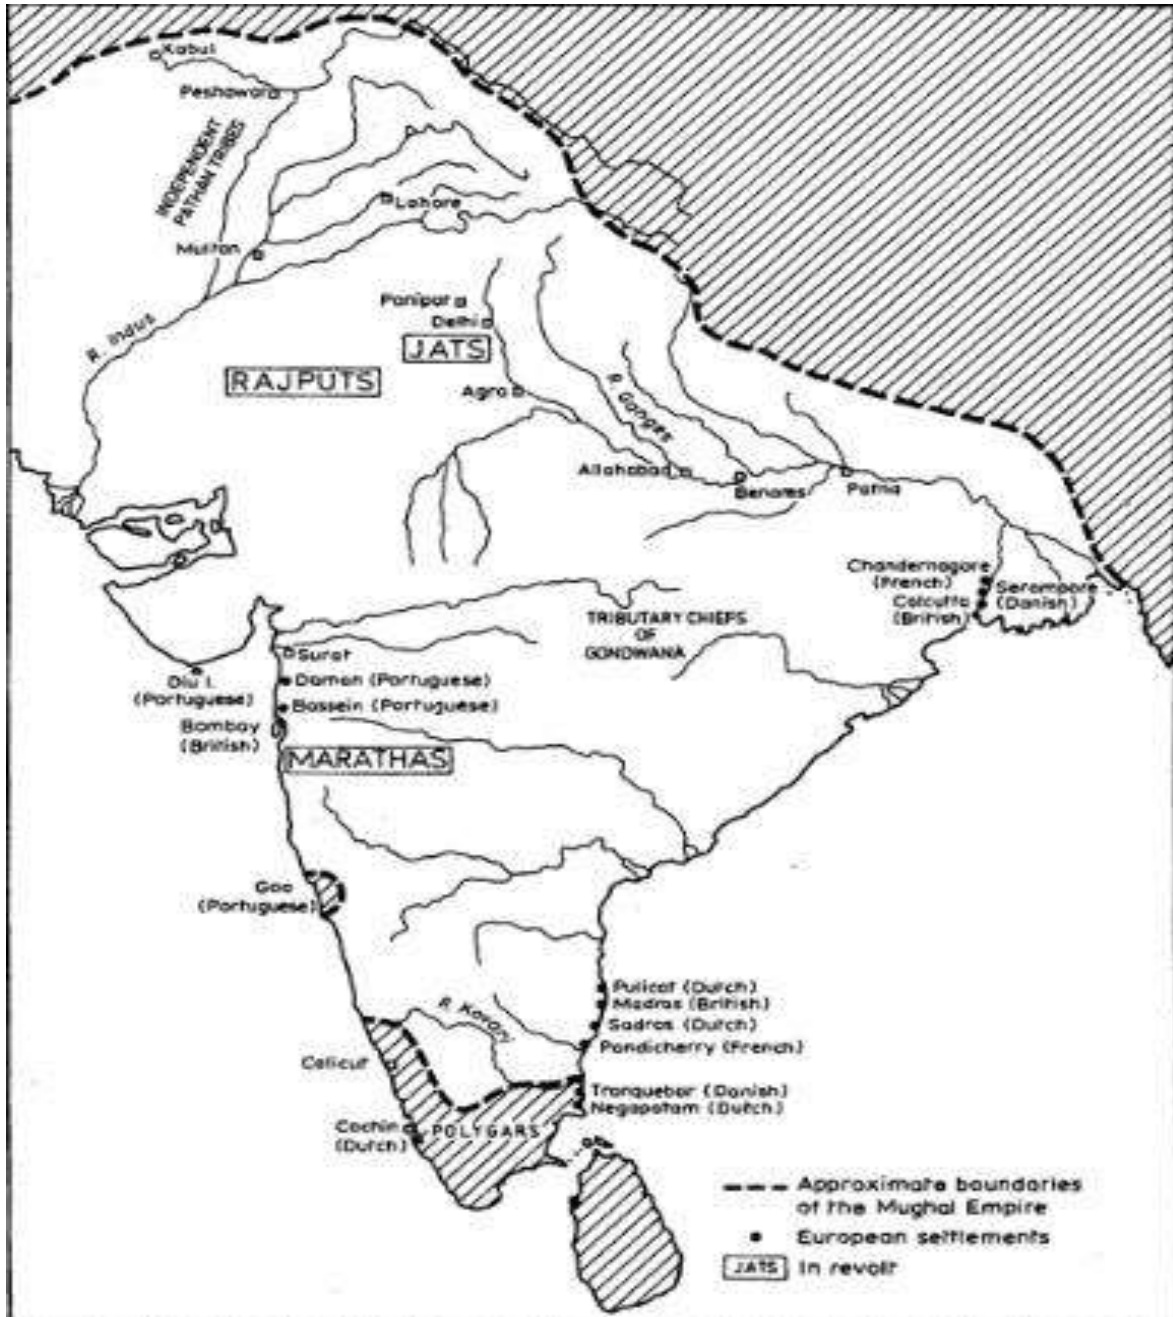 Kabul
Peshawar
INDEPENDENT
PATHAN TRIBES
Lahore
Multan
Panipat
Delhi
JATS
R. Indus
RAJPUTS
Agra
R. Ganges
Allahabad
Benares
Patna
Chandernagore
(French)
Serampore
(Danish)
Calcutta
(British)
TRIBUTARY CHIEFS
OF
GONDWANA
Surat
Diu I.
(Portuguese)
Daman (Portuguese)
Bassein (Portuguese)
Bombay
(British)
MARATHAS
Goa
(Portuguese)
Pulicat (Dutch)
Madras (British)
R. Kavari
Sadras (Dutch)
Pondicherry (French)
Calicut
Tranquebar (Danish)
Negapatam (Dutch)
Cochin
(Dutch)
POLYGARS
Approximate boundaries
of the Mughal Empire
European settlements
JATS In revolt